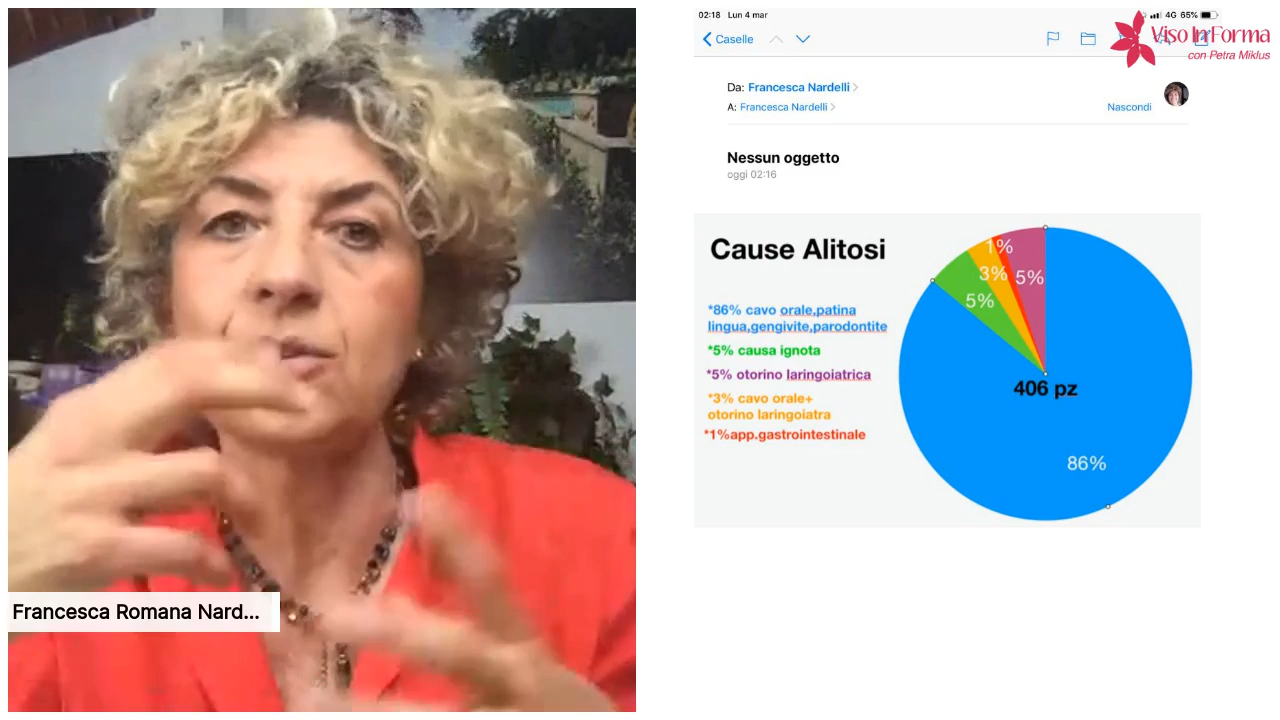 Francesca Romana Nard...
02:18 Lun 4 mar
4G 65%
Viso InForma
con Petra Miklus
Caselle
Da: Francesca Nardelli
A: Francesca Nardelli
Nascondi
Nessun oggetto
oggi 02:16
Cause Alitosi
*86% cavo orale,patina
lingua,gengivite,parodontite
*5% causa ignota
*5% otorino laringoiatrica
*3% cavo orale+
otorino laringoiatra
*1%app.gastrointestinale
1%
3%
5%
5%
406 pz
86%